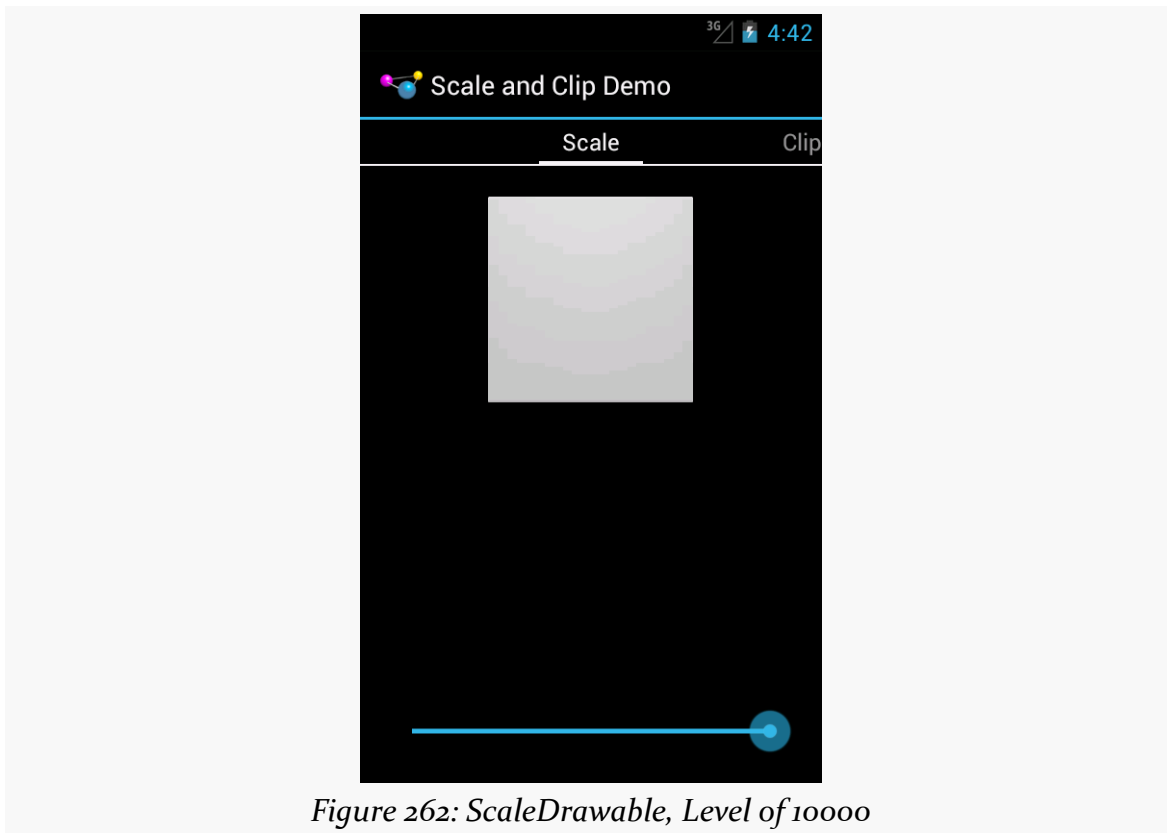 3G 4:42
Scale and Clip Demo
Scale Clip
Figure 262: ScaleDrawable, Level of 10000